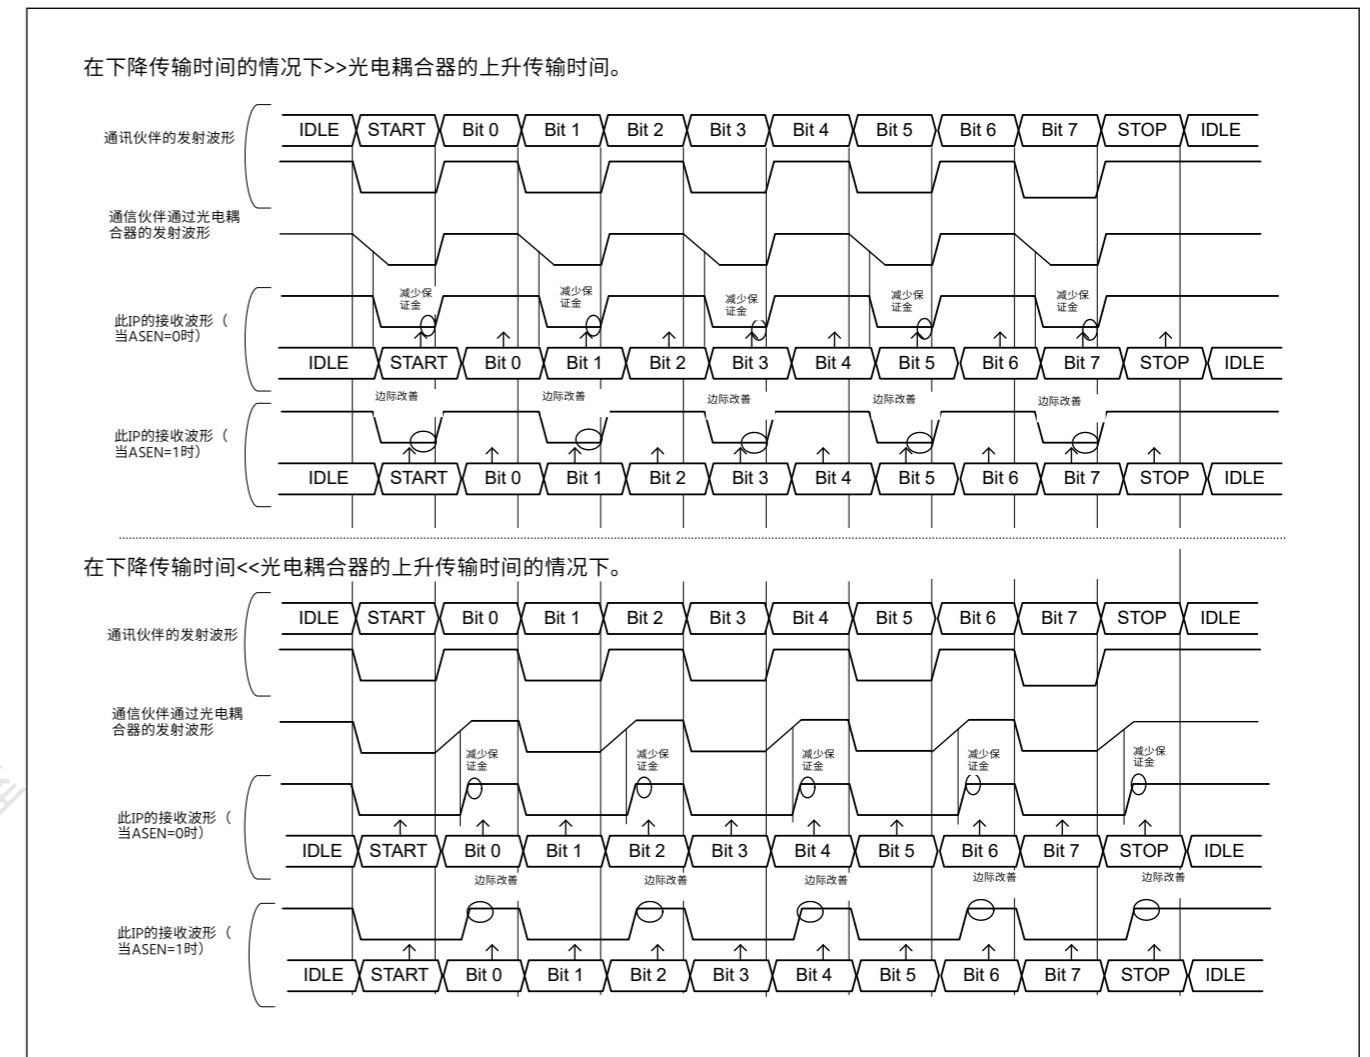 在下降传输时间的情况下>>光电耦合器的上升传输时间。
通讯伙伴的发射波形
IDLE START Bit 0 Bit 1 Bit 2 Bit 3 Bit 4 Bit 5 Bit 6 Bit 7 STOP IDLE
通信伙伴通过光电耦
合器的发射波形
减少保 减少保 减少保 减少保 减少保
证金 证金 证金 证金 证金
此IP的接收波形（
当ASEN=0时）
IDLE START Bit 0 Bit 1 Bit 2 Bit 3 Bit 4 Bit 5 Bit 6 Bit 7 STOP IDLE
边际改善 边际改善 边际改善 边际改善 边际改善
此IP的接收波形（
当ASEN=1时）
IDLE START Bit 0 Bit 1 Bit 2 Bit 3 Bit 4 Bit 5 Bit 6 Bit 7 STOP IDLE
在下降传输时间<<光电耦合器的上升传输时间的情况下。
IDLE START Bit 0 Bit 1 Bit 2 Bit 3 Bit 4 Bit 5 Bit 6 Bit 7 STOP IDLE
通讯伙伴的发射波形
通信伙伴通过光电耦
合器的发射波形
减少保 减少保 减少保 减少保 减少保
证金 证金 证金 证金 证金
此IP的接收波形（
当ASEN=0时）
IDLE START Bit 0 Bit 1 Bit 2 Bit 3 Bit 4 Bit 5 Bit 6 Bit 7 STOP IDLE
边际改善 边际改善 边际改善 边际改善 边际改善
此IP的接收波形（
当ASEN=1时）
IDLE START Bit 0 Bit 1 Bit 2 Bit 3 Bit 4 Bit 5 Bit 6 Bit 7 STOP IDLE